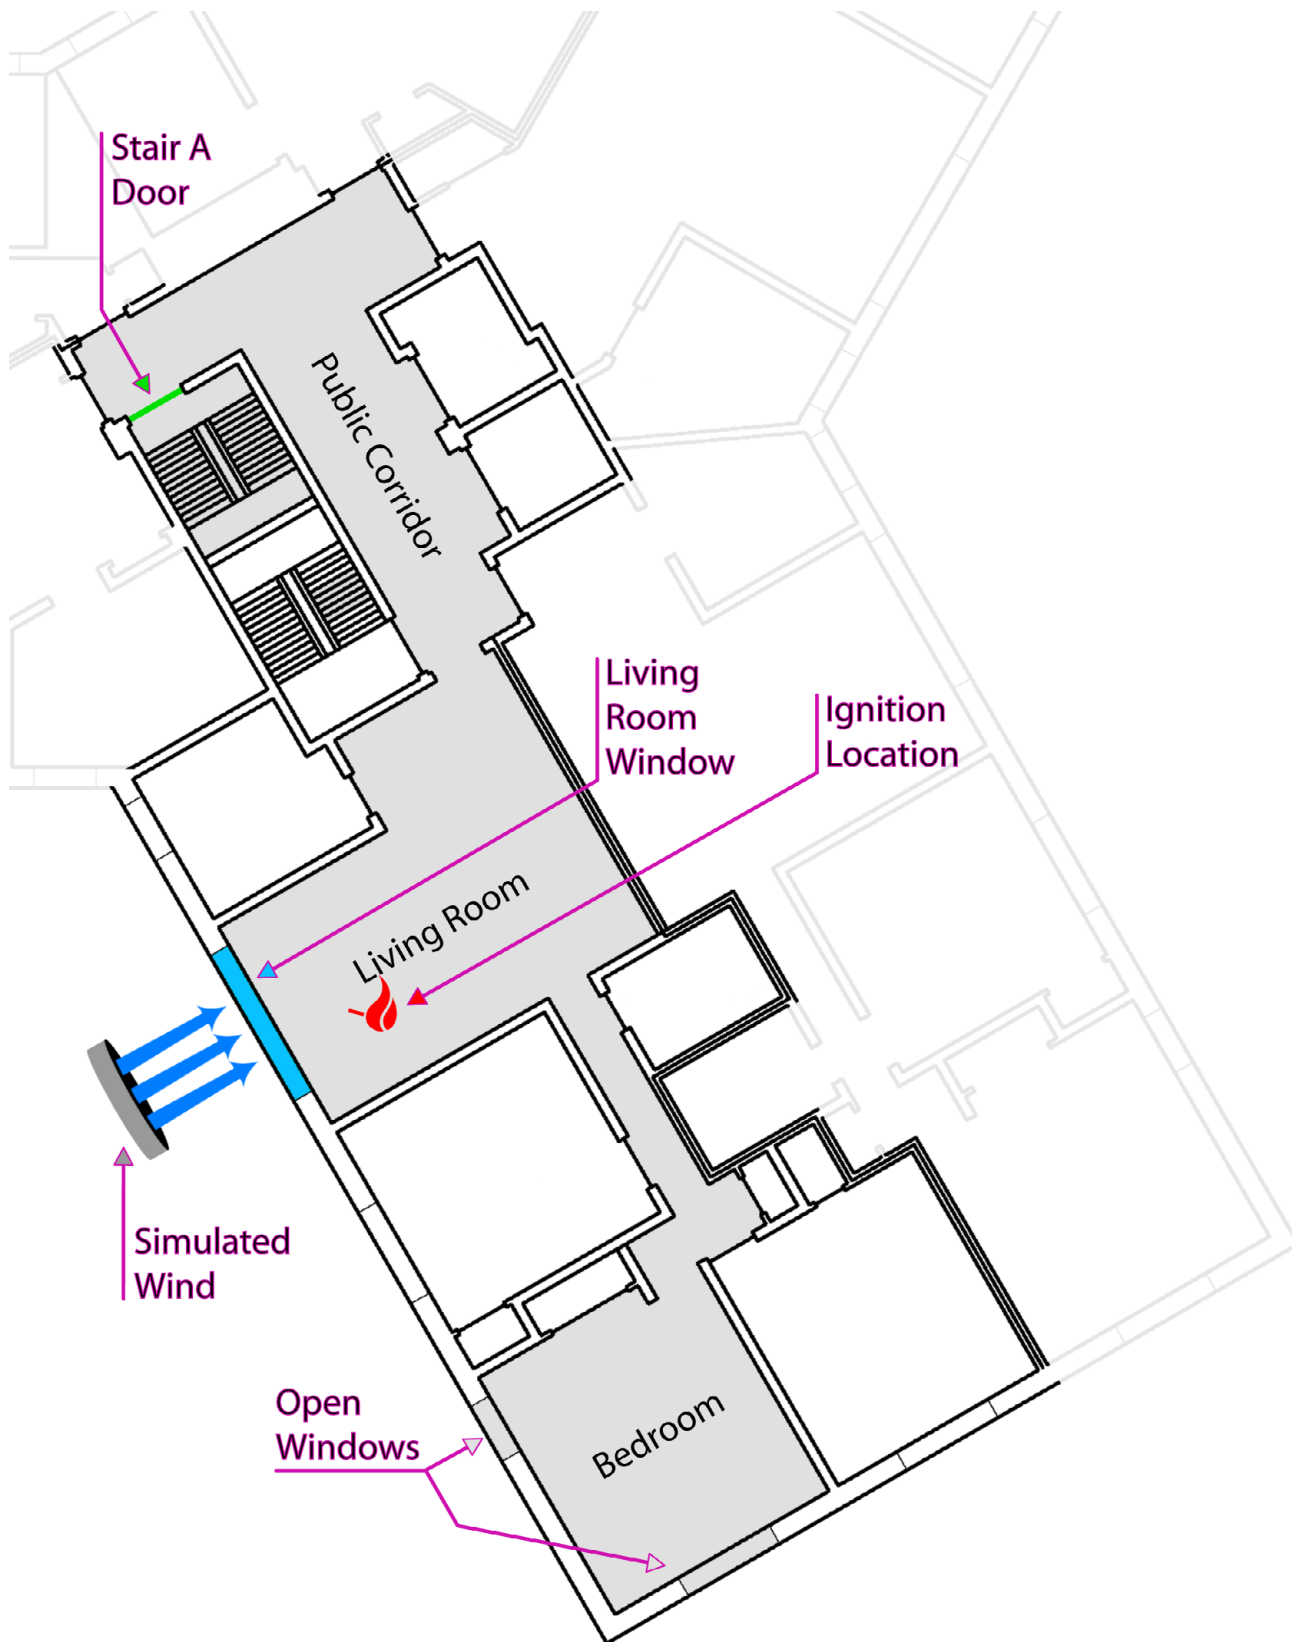 Stair A
Door
Public Corridor
Living
Room
Window
Ignition
Location
Living Room
Simulated
Wind
Open
Windows
Bedroom